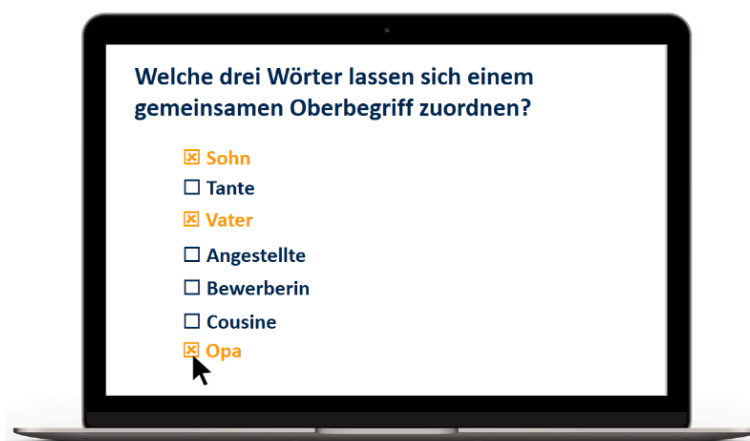 Welche drei Wörter lassen sich einem
gemeinsamen Oberbegriff zuordnen?
☒ Sohn
☐ Tante
☒ Vater
☐ Angestellte
☐ Bewerberin
☐ Cousine
☒ Opa